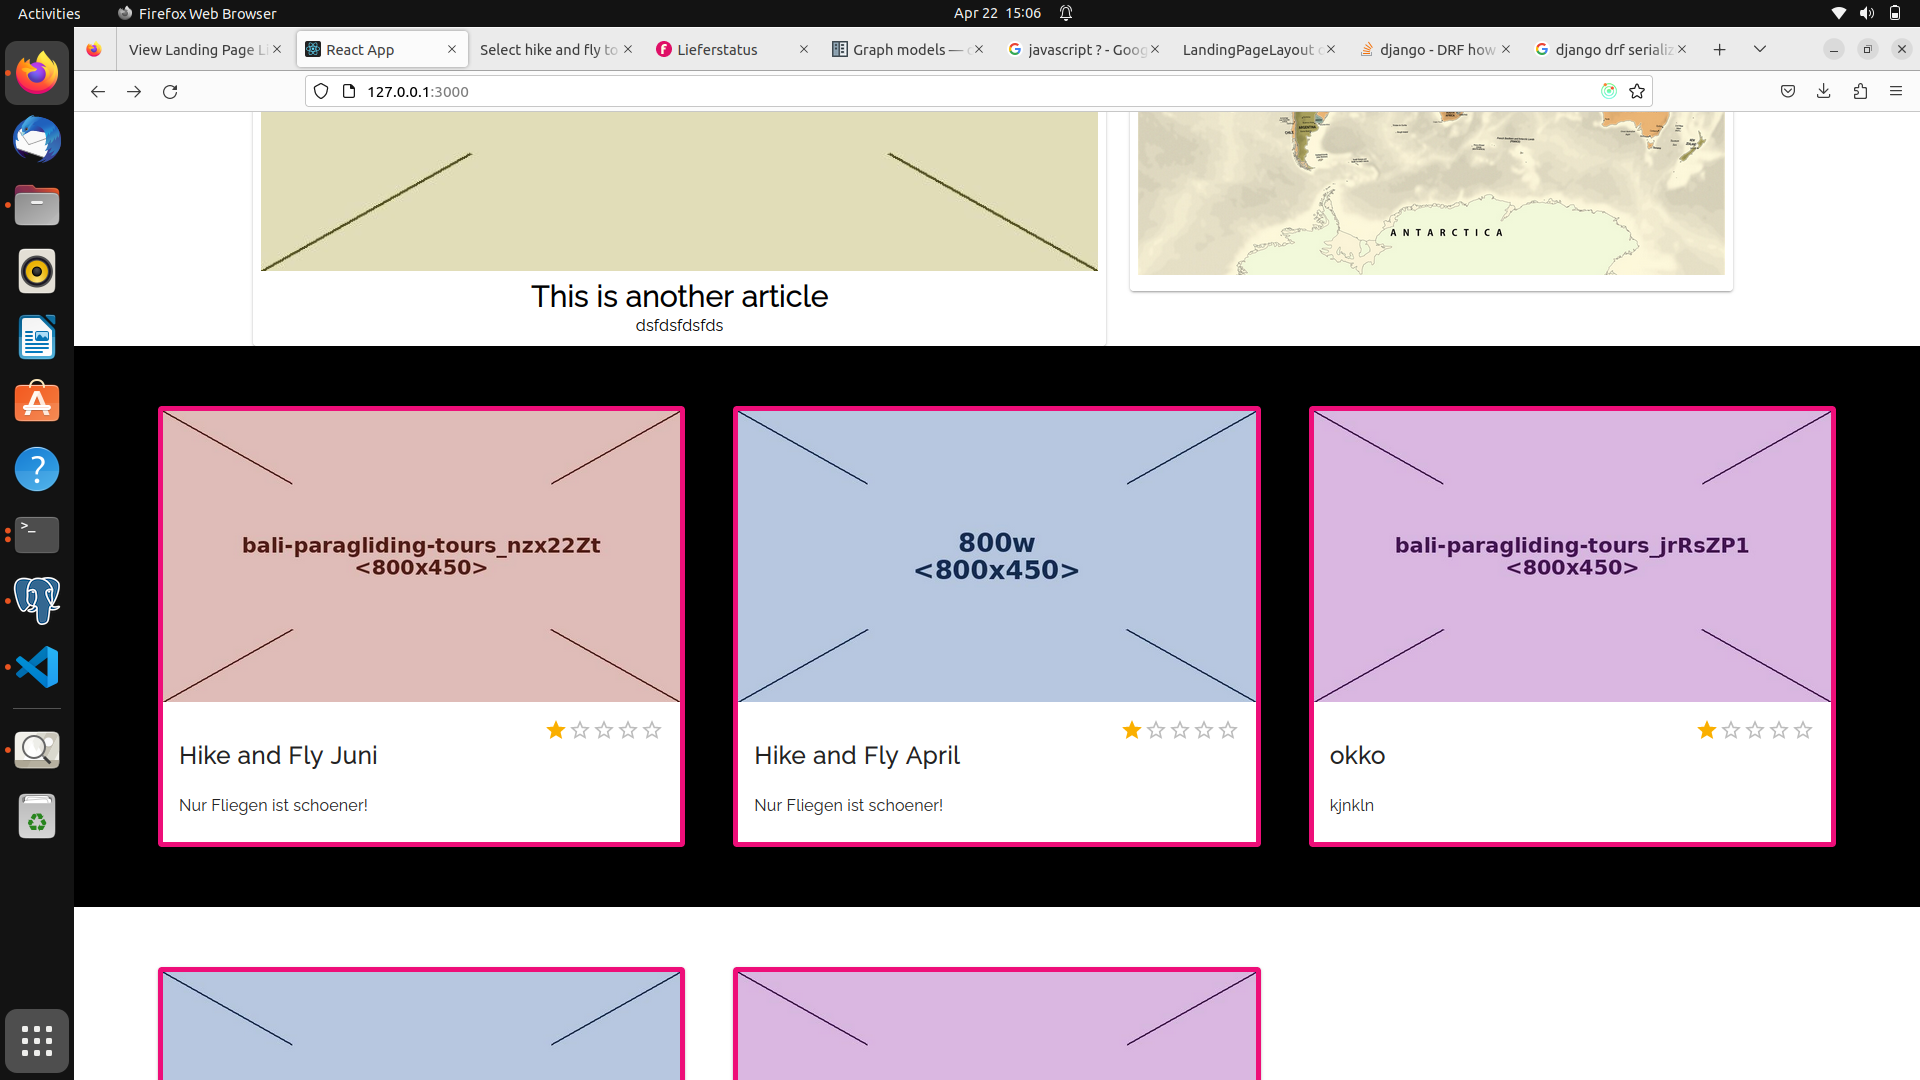 Activities
Firefox Web Browser
Apr 22 15:06
View Landing Page Li
React App
Select hike and fly to
Lieferstatus
Graph models — c
javascript ? - Goog
LandingPageLayout c
django - DRF how
django drf serializ
127.0.0.1:3000
ANTARCTICA
This is another article
dsfdsfdsfds
bali-paragliding-tours_nzx22Zt
<800x450>
800w
<800x450>
bali-paragliding-tours_jrRsZP1
<800x450>
Hike and Fly Juni
Nur Fliegen ist schoener!
Hike and Fly April
Nur Fliegen ist schoener!
okko
kjnkln